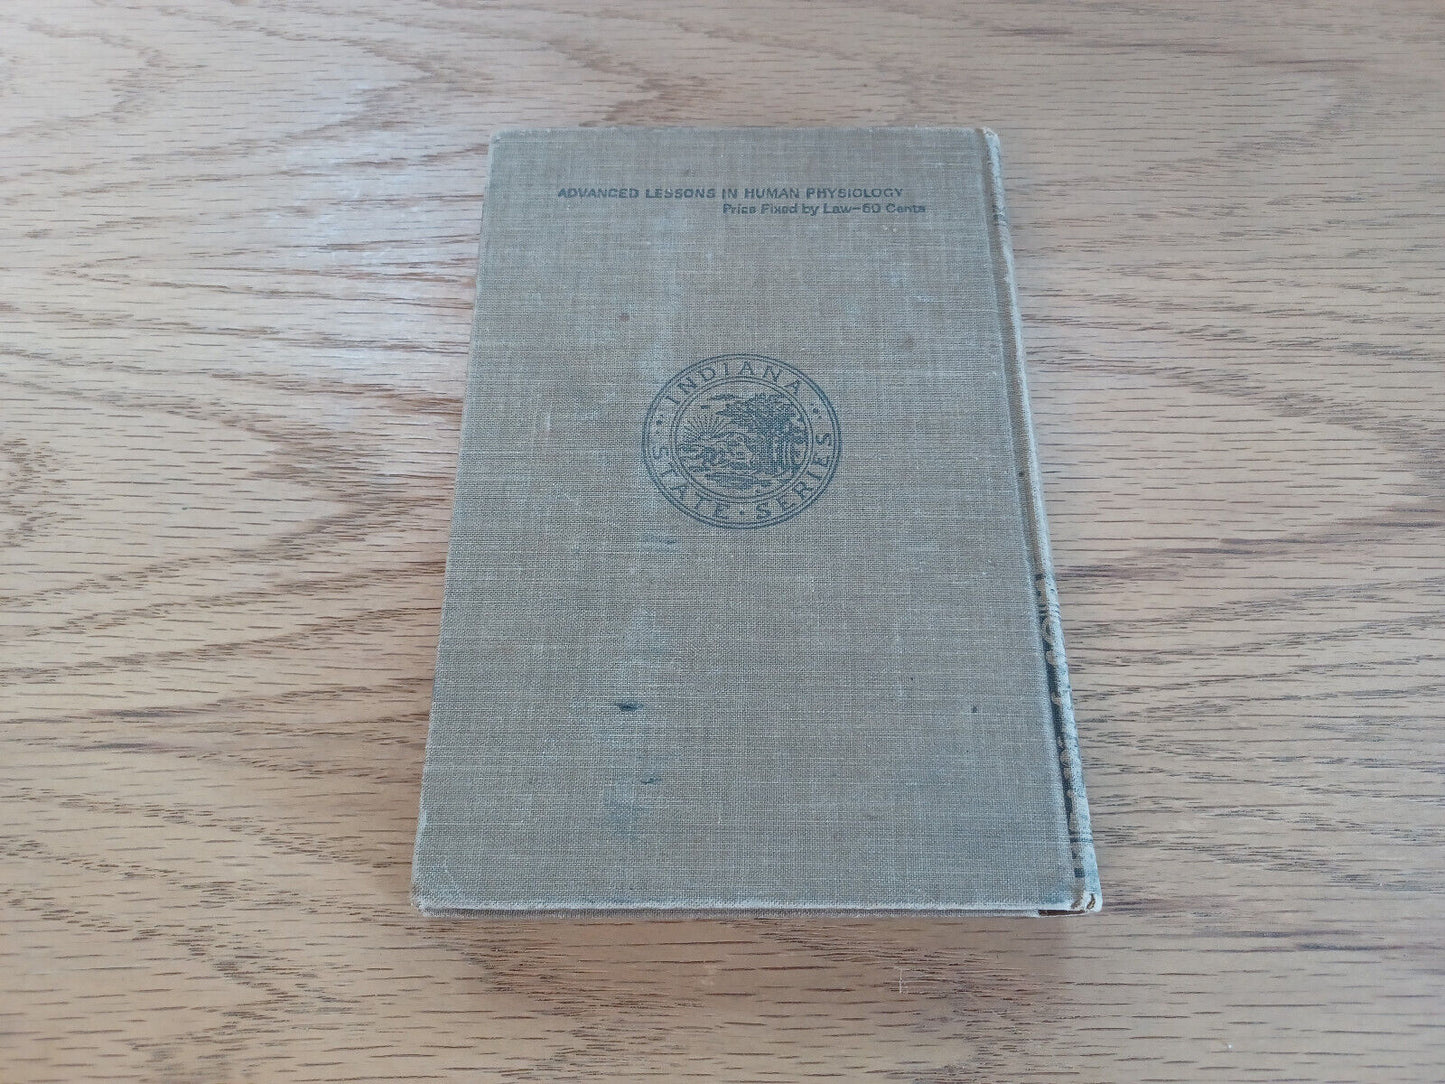 ADVANCED LESSONS IN HUMAN PHYSIOLOGY
Price Fixed by Law—60 Cents
INDIANA
STATE · SERIES